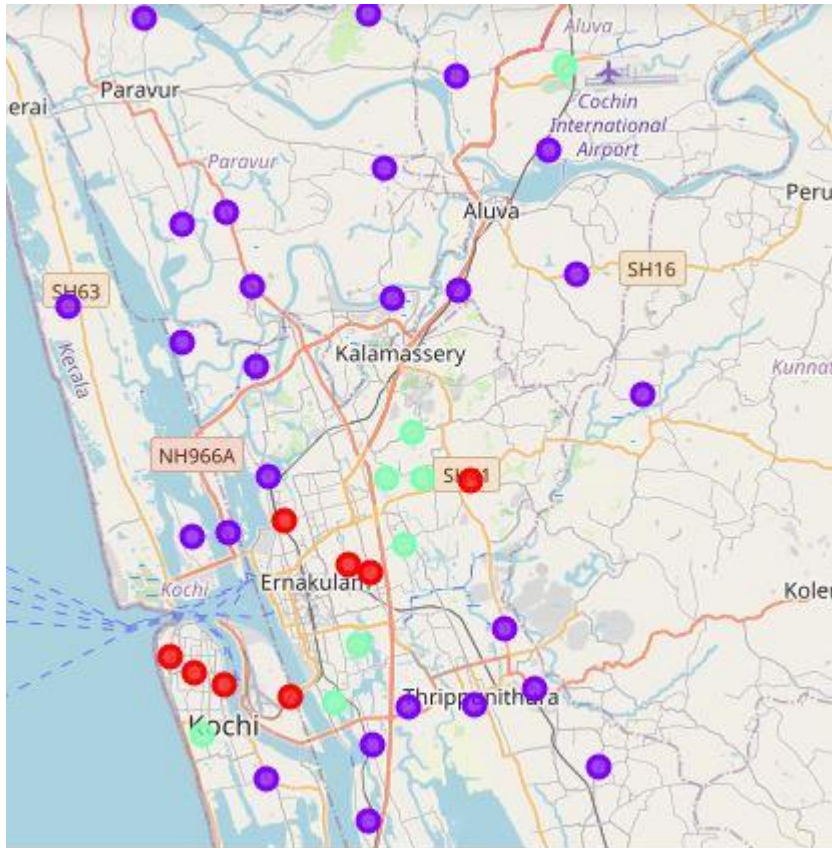 Aluva
Paravur
erai
Cochin
International
Airport
Paravur
Aluva
Peru
SH16
SH63
Kerala
Kalamassery
Kunnat
NH966A
Ernakulam
Kochi
Kolen
Thrippunithura
Kochi